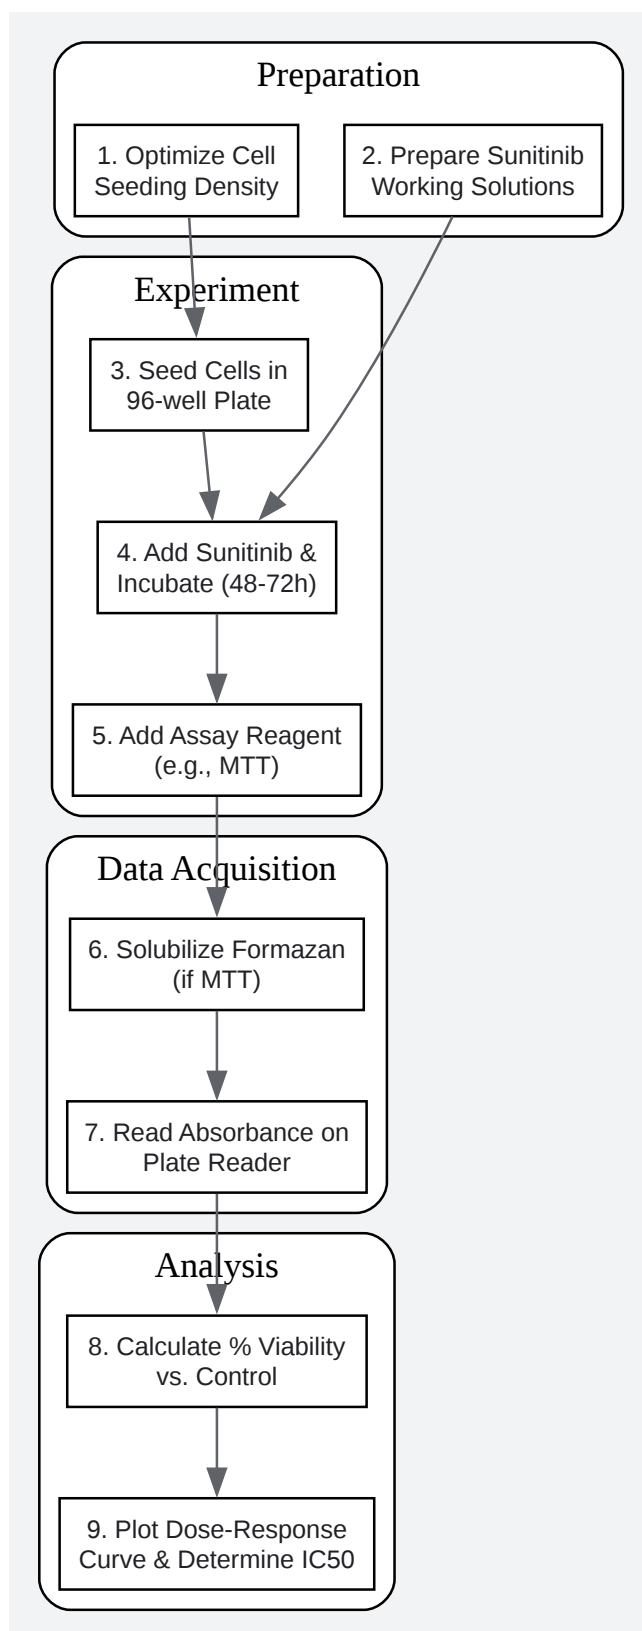 Preparation
1. Optimize Cell
Seeding Density
2. Prepare Sunitinib
Working Solutions
Experiment
3. Seed Cells in
96-well Plate
4. Add Sunitinib &
Incubate (48-72h)
5. Add Assay Reagent
(e.g., MTT)
Data Acquisition
6. Solubilize Formazan
(if MTT)
7. Read Absorbance on
Plate Reader
Analysis
8. Calculate % Viability
vs. Control
9. Plot Dose-Response
Curve & Determine IC50